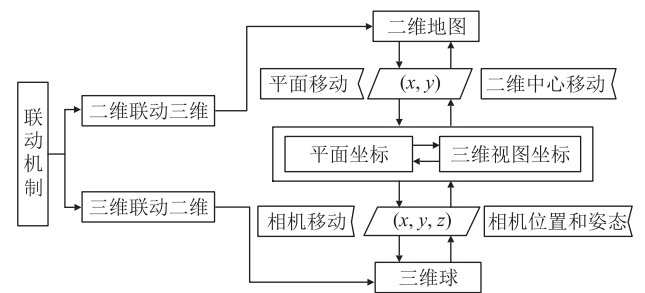 二维地图
平面移动
(x, y)
二维中心移动
联动机制
二维联动三维
平面坐标
三维视图坐标
三维联动二维
相机移动
(x, y, z)
相机位置和姿态
三维球